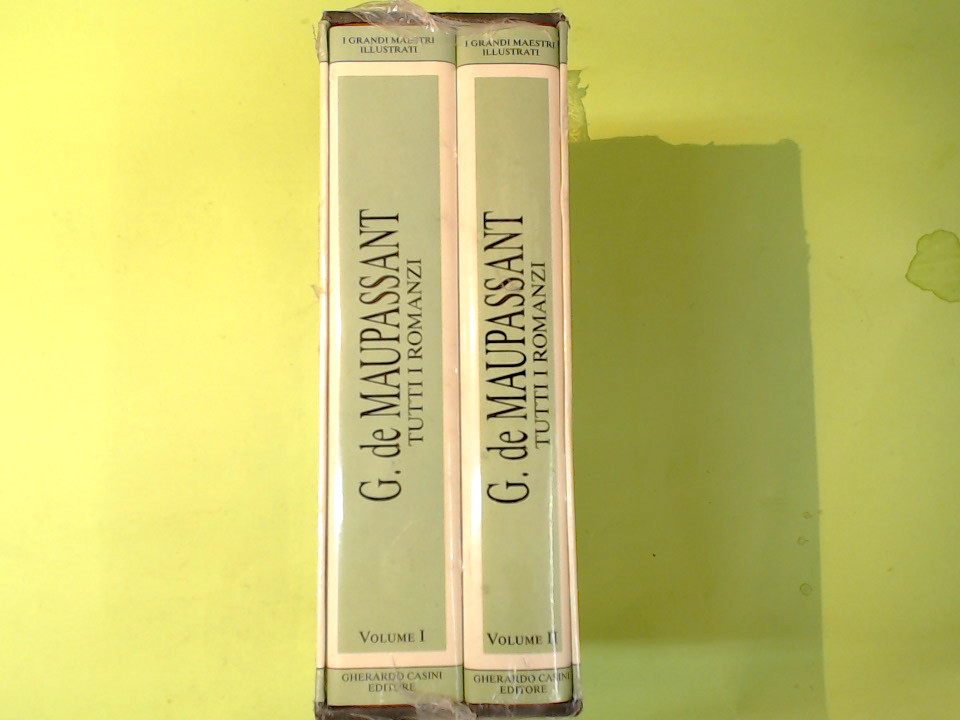 I GRANDI MAESTRI
ILLUSTRATI
G. de MAUPASSANT
TUTTI I ROMANZI
VOLUME I
GHERARDO CASINI
EDITORE
I GRANDI MAESTRI
ILLUSTRATI
G. de MAUPASSANT
TUTTI I ROMANZI
VOLUME II
GHERARDO CASINI
EDITORE